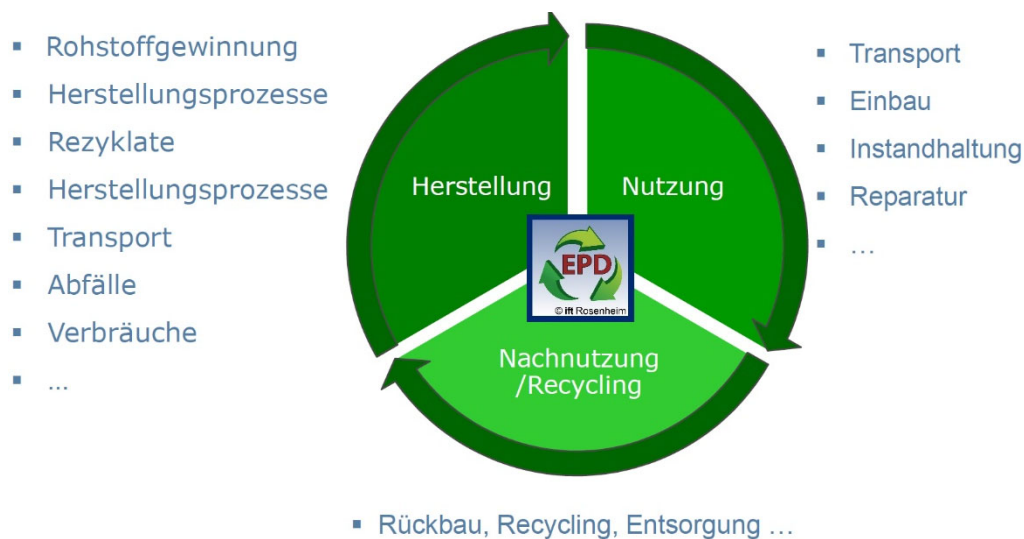 ▪ Rohstoffgewinnung
▪ Herstellungsprozesse
▪ Rezyklate
▪ Herstellungsprozesse
▪ Transport
▪ Abfälle
▪ Verbräuche
▪ ...
Herstellung
Nutzung
EPD
© ift Rosenheim
Nachnutzung
/Recycling
▪ Transport
▪ Einbau
▪ Instandhaltung
▪ Reparatur
▪ ...
▪ Rückbau, Recycling, Entsorgung ...